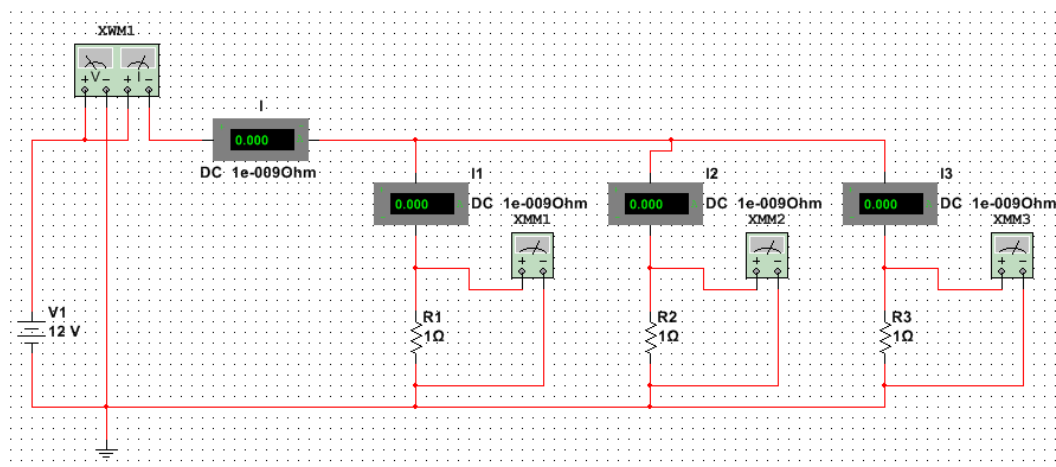 XWM1
V I
+ - + -
I
0.000
DC 1e-009Ohm
I1
0.000
DC 1e-009Ohm
XMM1
+ -
I2
0.000
DC 1e-009Ohm
XMM2
+ -
I3
0.000
DC 1e-009Ohm
XMM3
+ -
V1
12 V
R1
1Ω
R2
1Ω
R3
1Ω